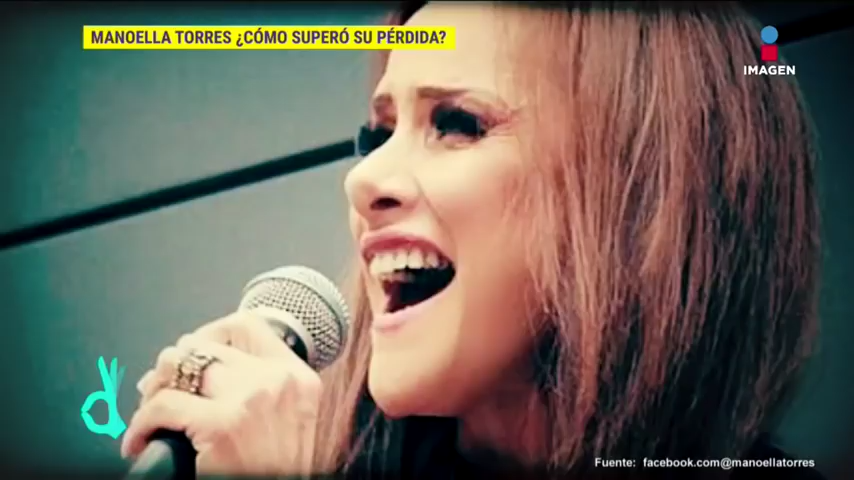 MANOELLA TORRES ¿CÓMO SUPERÓ SU PÉRDIDA?
IMAGEN
Fuente: facebook.com@manoellatorres